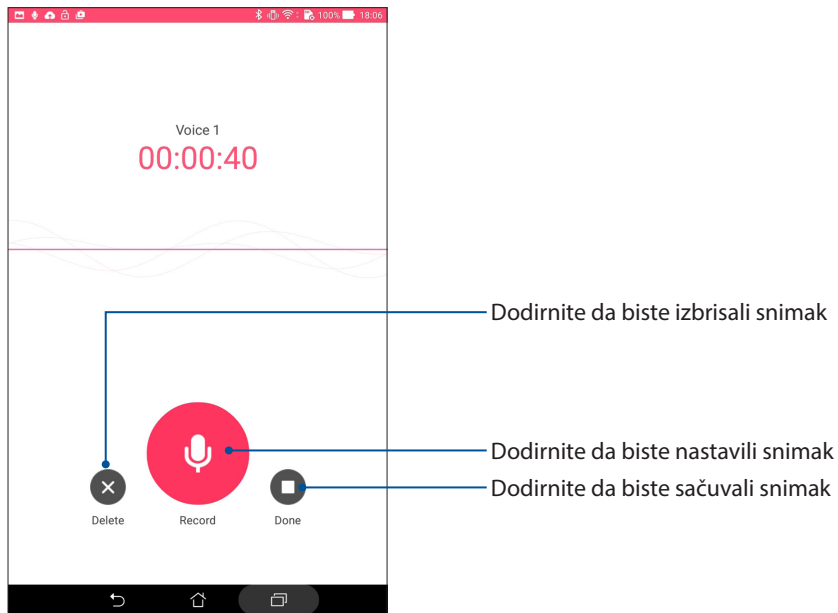 100% 18:06
Voice 1
00:00:40
Dodirnite da biste izbrisali snimak
Dodirnite da biste nastavili snimak
Dodirnite da biste sačuvali snimak
Delete Record Done